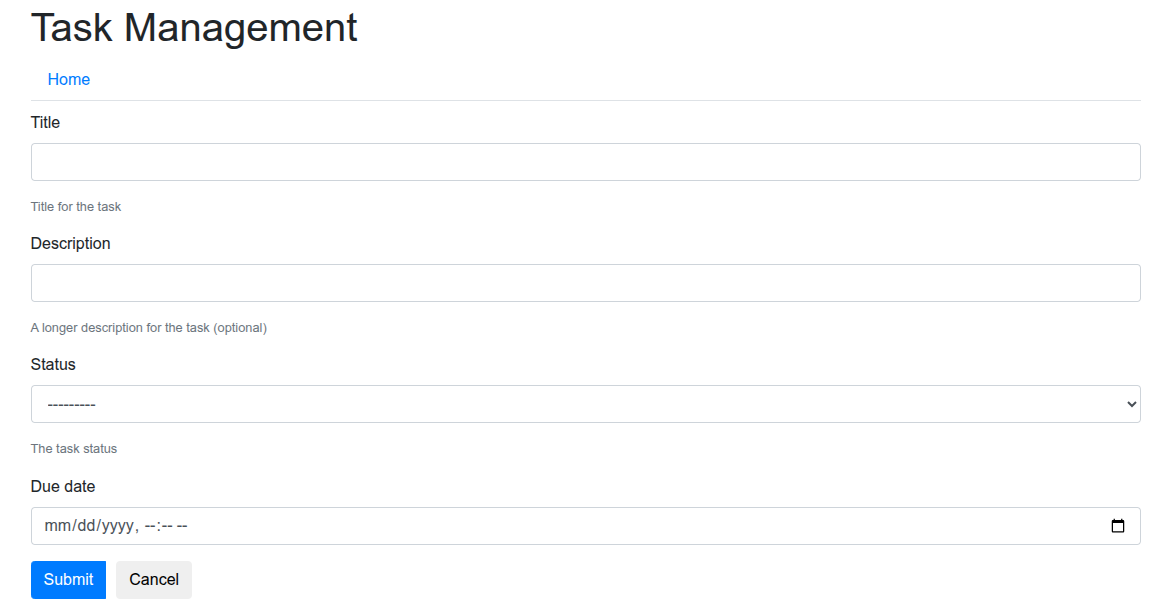 Task Management
Home
Title
Title for the task
Description
A longer description for the task (optional)
Status
---------
The task status
Due date
mm/dd/yyyy, --:-- --
Submit Cancel